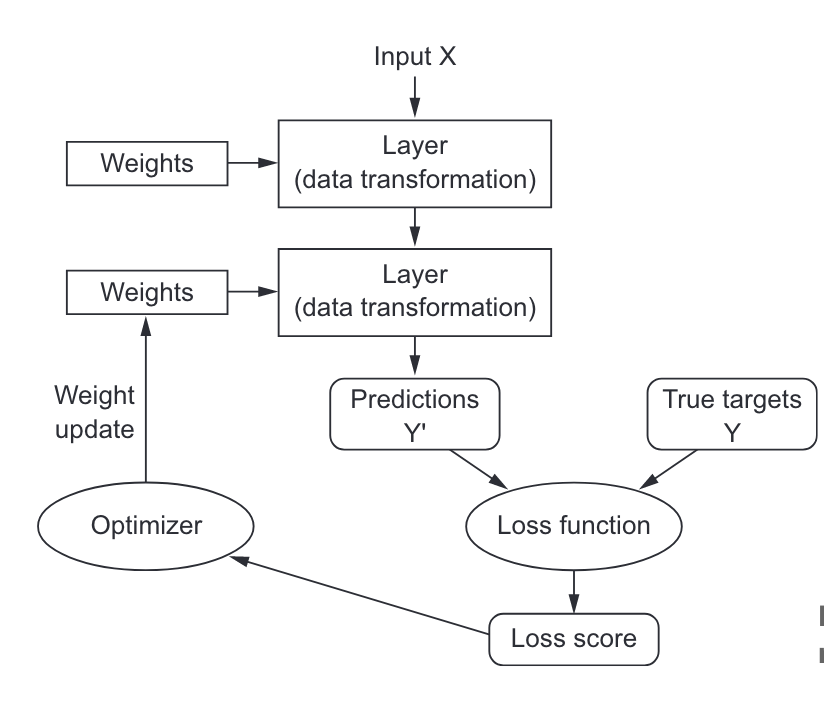 Input X
Weights
Layer
(data transformation)
Weights
Layer
(data transformation)
Weight
update
Predictions
Y'
True targets
Y
Optimizer
Loss function
Loss score